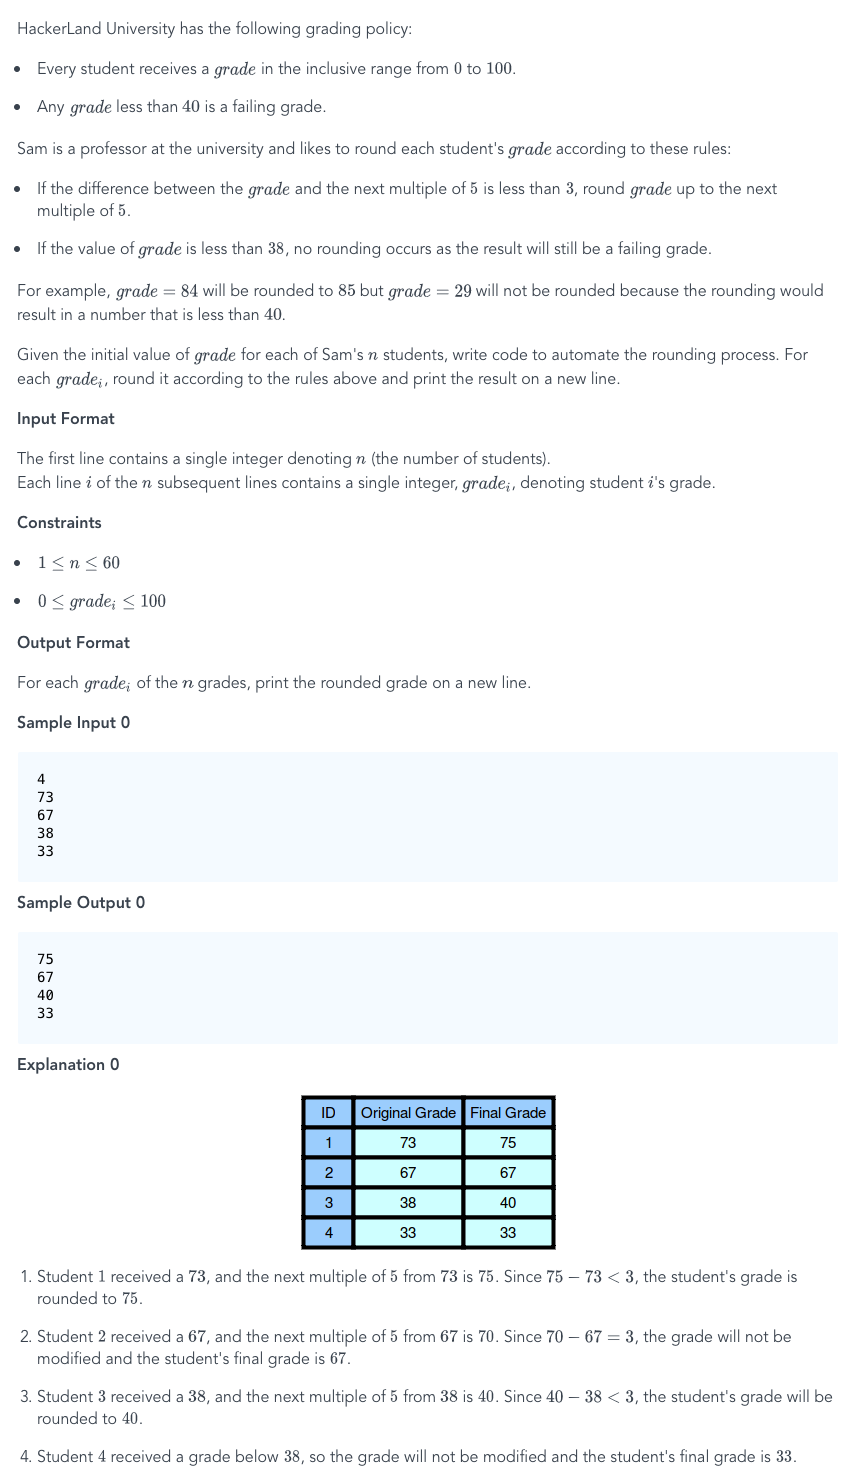 HackerLand University has the following grading policy:
• Every student receives a grade in the inclusive range from 0 to 100.
• Any grade less than 40 is a failing grade.
Sam is a professor at the university and likes to round each student's grade according to these rules:
• If the difference between the grade and the next multiple of 5 is less than 3, round grade up to the next
multiple of 5.
• If the value of grade is less than 38, no rounding occurs as the result will still be a failing grade.
For example, grade = 84 will be rounded to 85 but grade = 29 will not be rounded because the rounding would
result in a number that is less than 40.
Given the initial value of grade for each of Sam's n students, write code to automate the rounding process. For
each gradeᵢ, round it according to the rules above and print the result on a new line.
Input Format
The first line contains a single integer denoting n (the number of students).
Each line i of the n subsequent lines contains a single integer, gradeᵢ, denoting student i's grade.
Constraints
• 1 ≤ n ≤ 60
• 0 ≤ gradeᵢ ≤ 100
Output Format
For each gradeᵢ of the n grades, print the rounded grade on a new line.
Sample Input 0
4
73
67
38
33
Sample Output 0
75
67
40
33
Explanation 0
ID Original Grade Final Grade
1 73 75
2 67 67
3 38 40
4 33 33
1. Student 1 received a 73, and the next multiple of 5 from 73 is 75. Since 75 − 73 < 3, the student's grade is
rounded to 75.
2. Student 2 received a 67, and the next multiple of 5 from 67 is 70. Since 70 − 67 = 3, the grade will not be
modified and the student's final grade is 67.
3. Student 3 received a 38, and the next multiple of 5 from 38 is 40. Since 40 − 38 < 3, the student's grade will be
rounded to 40.
4. Student 4 received a grade below 38, so the grade will not be modified and the student's final grade is 33.